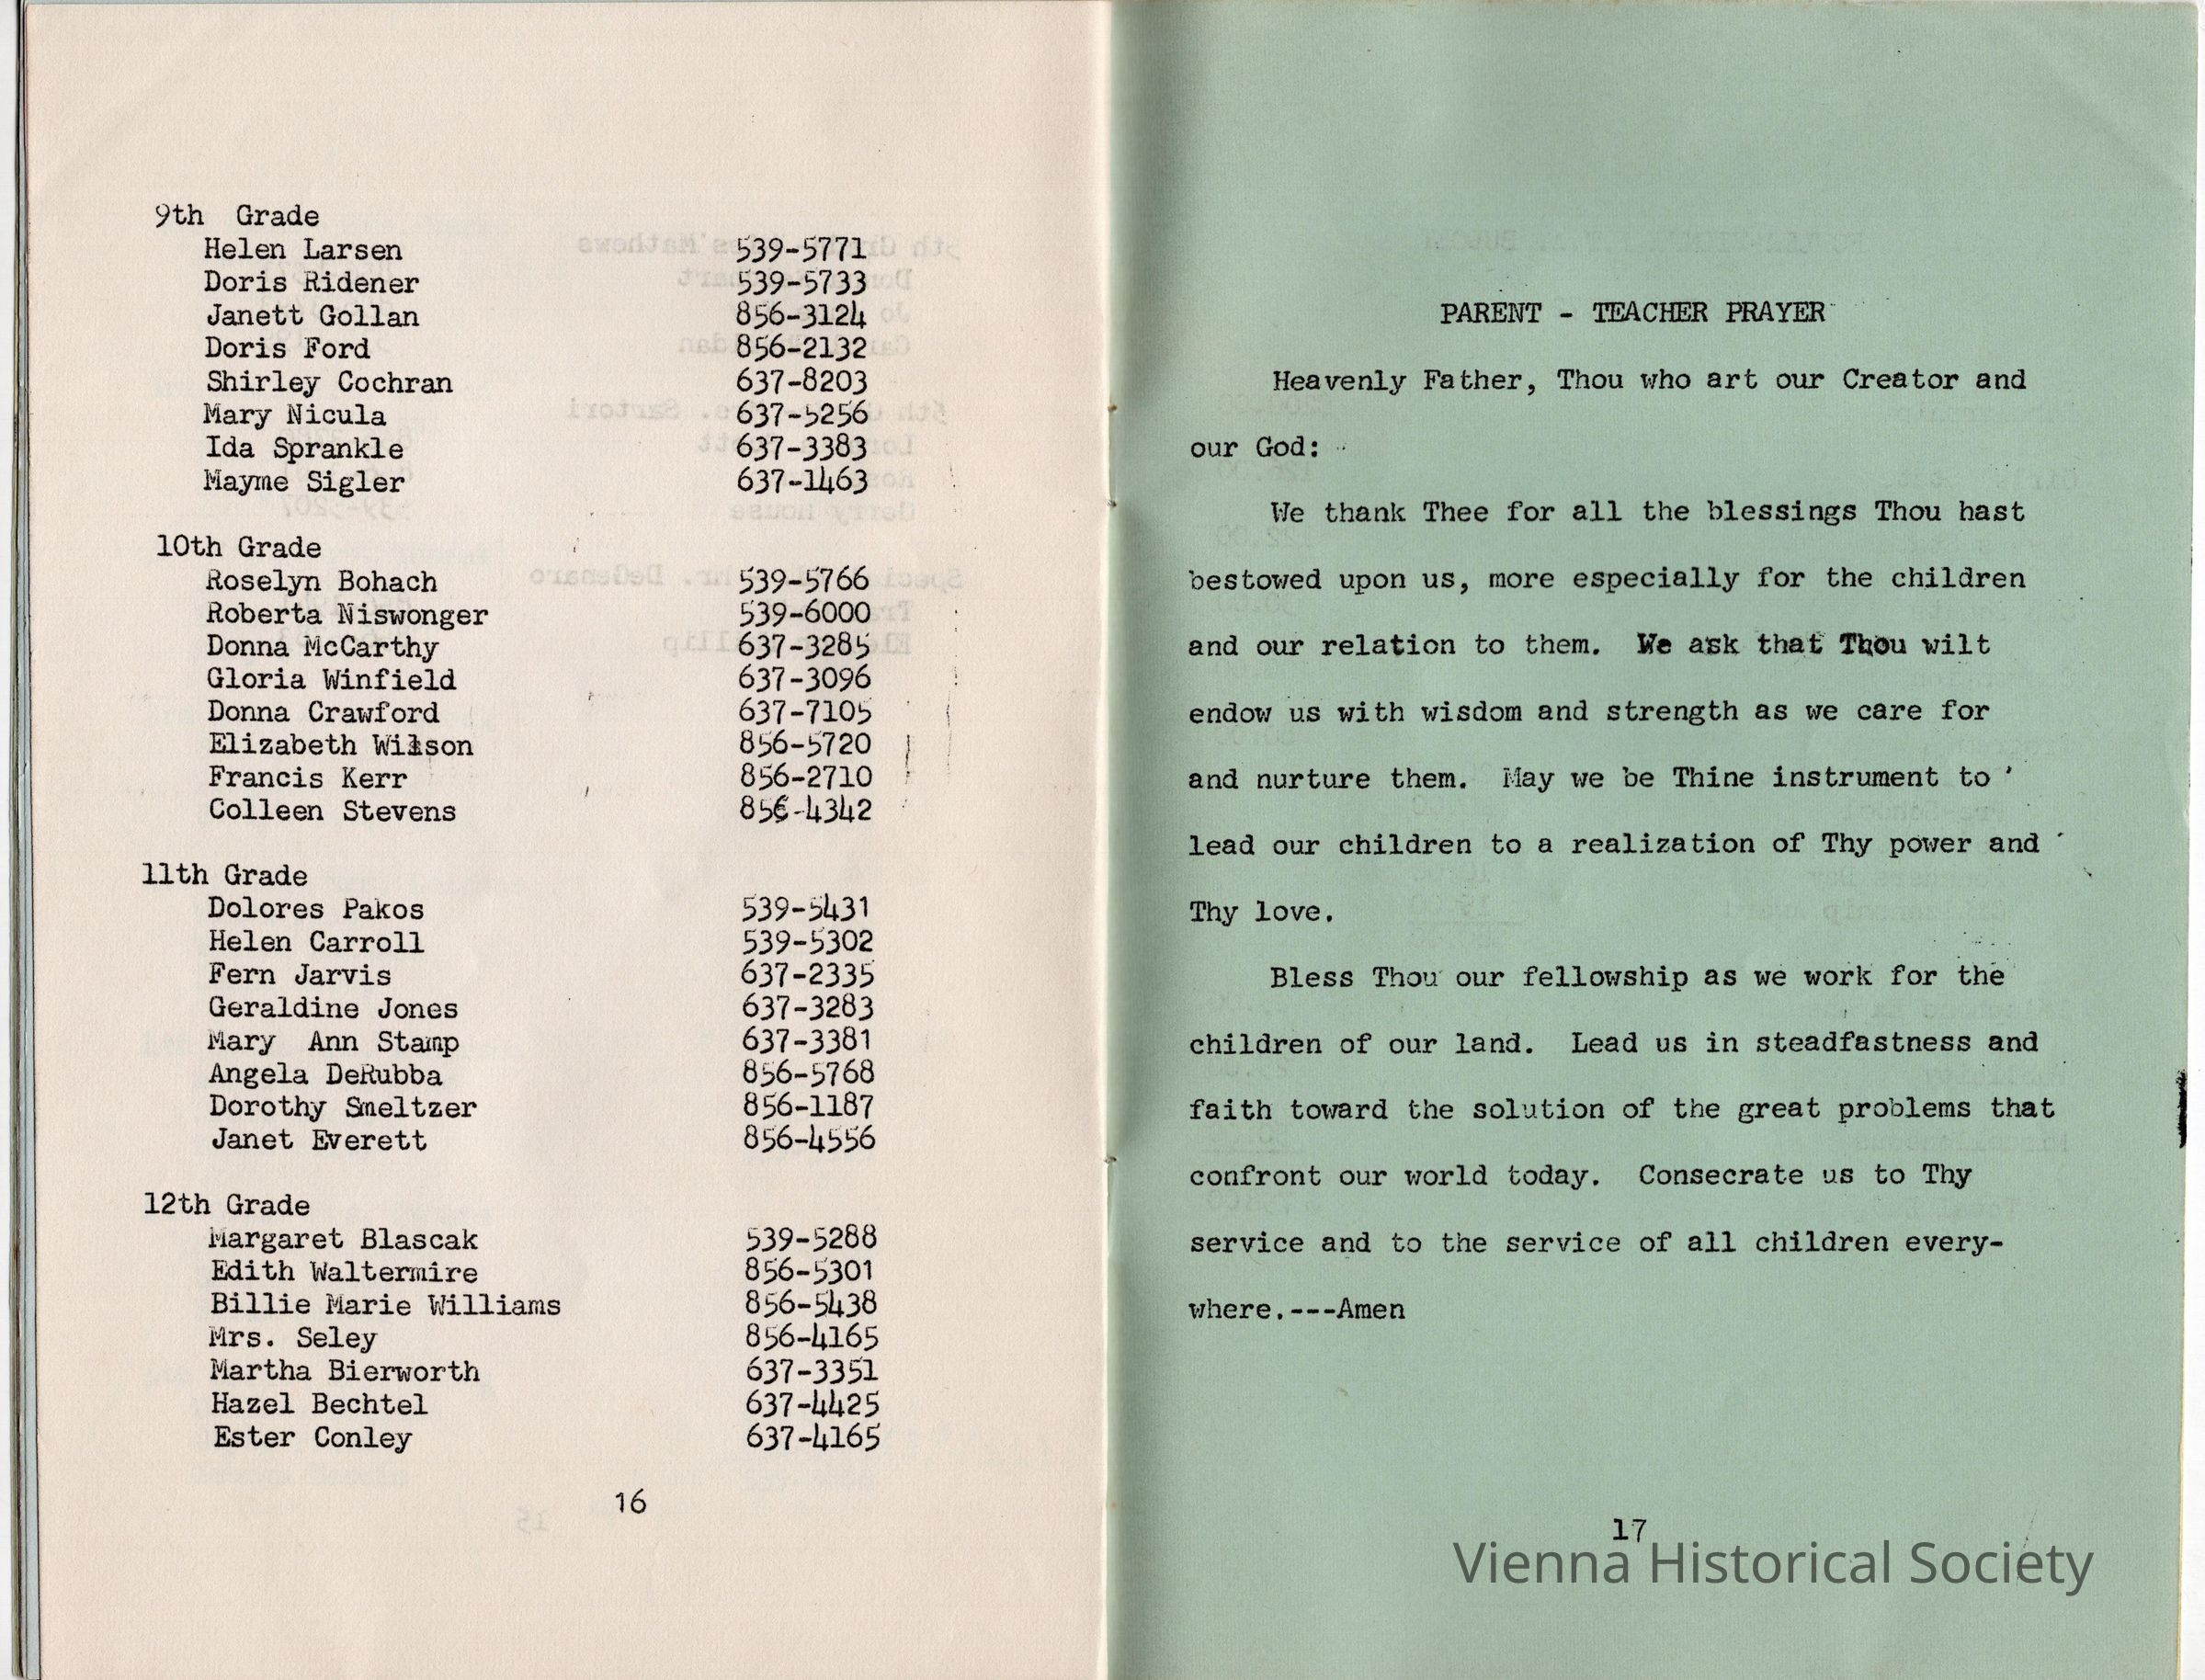 9th Grade
Helen Larsen 539-5771
Doris Ridener 539-5733
Janett Gollan 856-3124
Doris Ford 856-2132
Shirley Cochran 637-8203
Mary Nicula 637-5256
Ida Sprankle 637-3383
Mayme Sigler 637-1463
10th Grade
Roselyn Bohach 539-5766
Roberta Niswonger 539-6000
Donna McCarthy 637-3285
Gloria Winfield 637-3096
Donna Crawford 637-7105
Elizabeth Wilson 856-5720
Francis Kerr 856-2710
Colleen Stevens 856-4342
11th Grade
Dolores Pakos 539-5431
Helen Carroll 539-5302
Fern Jarvis 637-2335
Geraldine Jones 637-3283
Mary Ann Stamp 637-3381
Angela DeRubba 856-5768
Dorothy Smeltzer 856-1187
Janet Everett 856-4556
12th Grade
Margaret Blascak 539-5288
Edith Waltermire 856-5301
Billie Marie Williams 856-5438
Mrs. Seley 856-4165
Martha Bierworth 637-3351
Hazel Bechtel 637-4425
Ester Conley 637-4165
16
PARENT - TEACHER PRAYER
Heavenly Father, Thou who art our Creator and
our God:
We thank Thee for all the blessings Thou hast
bestowed upon us, more especially for the children
and our relation to them. We ask that Thou wilt
endow us with wisdom and strength as we care for
and nurture them. May we be Thine instrument to
lead our children to a realization of Thy power and
Thy love.
Bless Thou our fellowship as we work for the
children of our land. Lead us in steadfastness and
faith toward the solution of the great problems that
confront our world today. Consecrate us to Thy
service and to the service of all children every-
where.---Amen
17
Vienna Historical Society